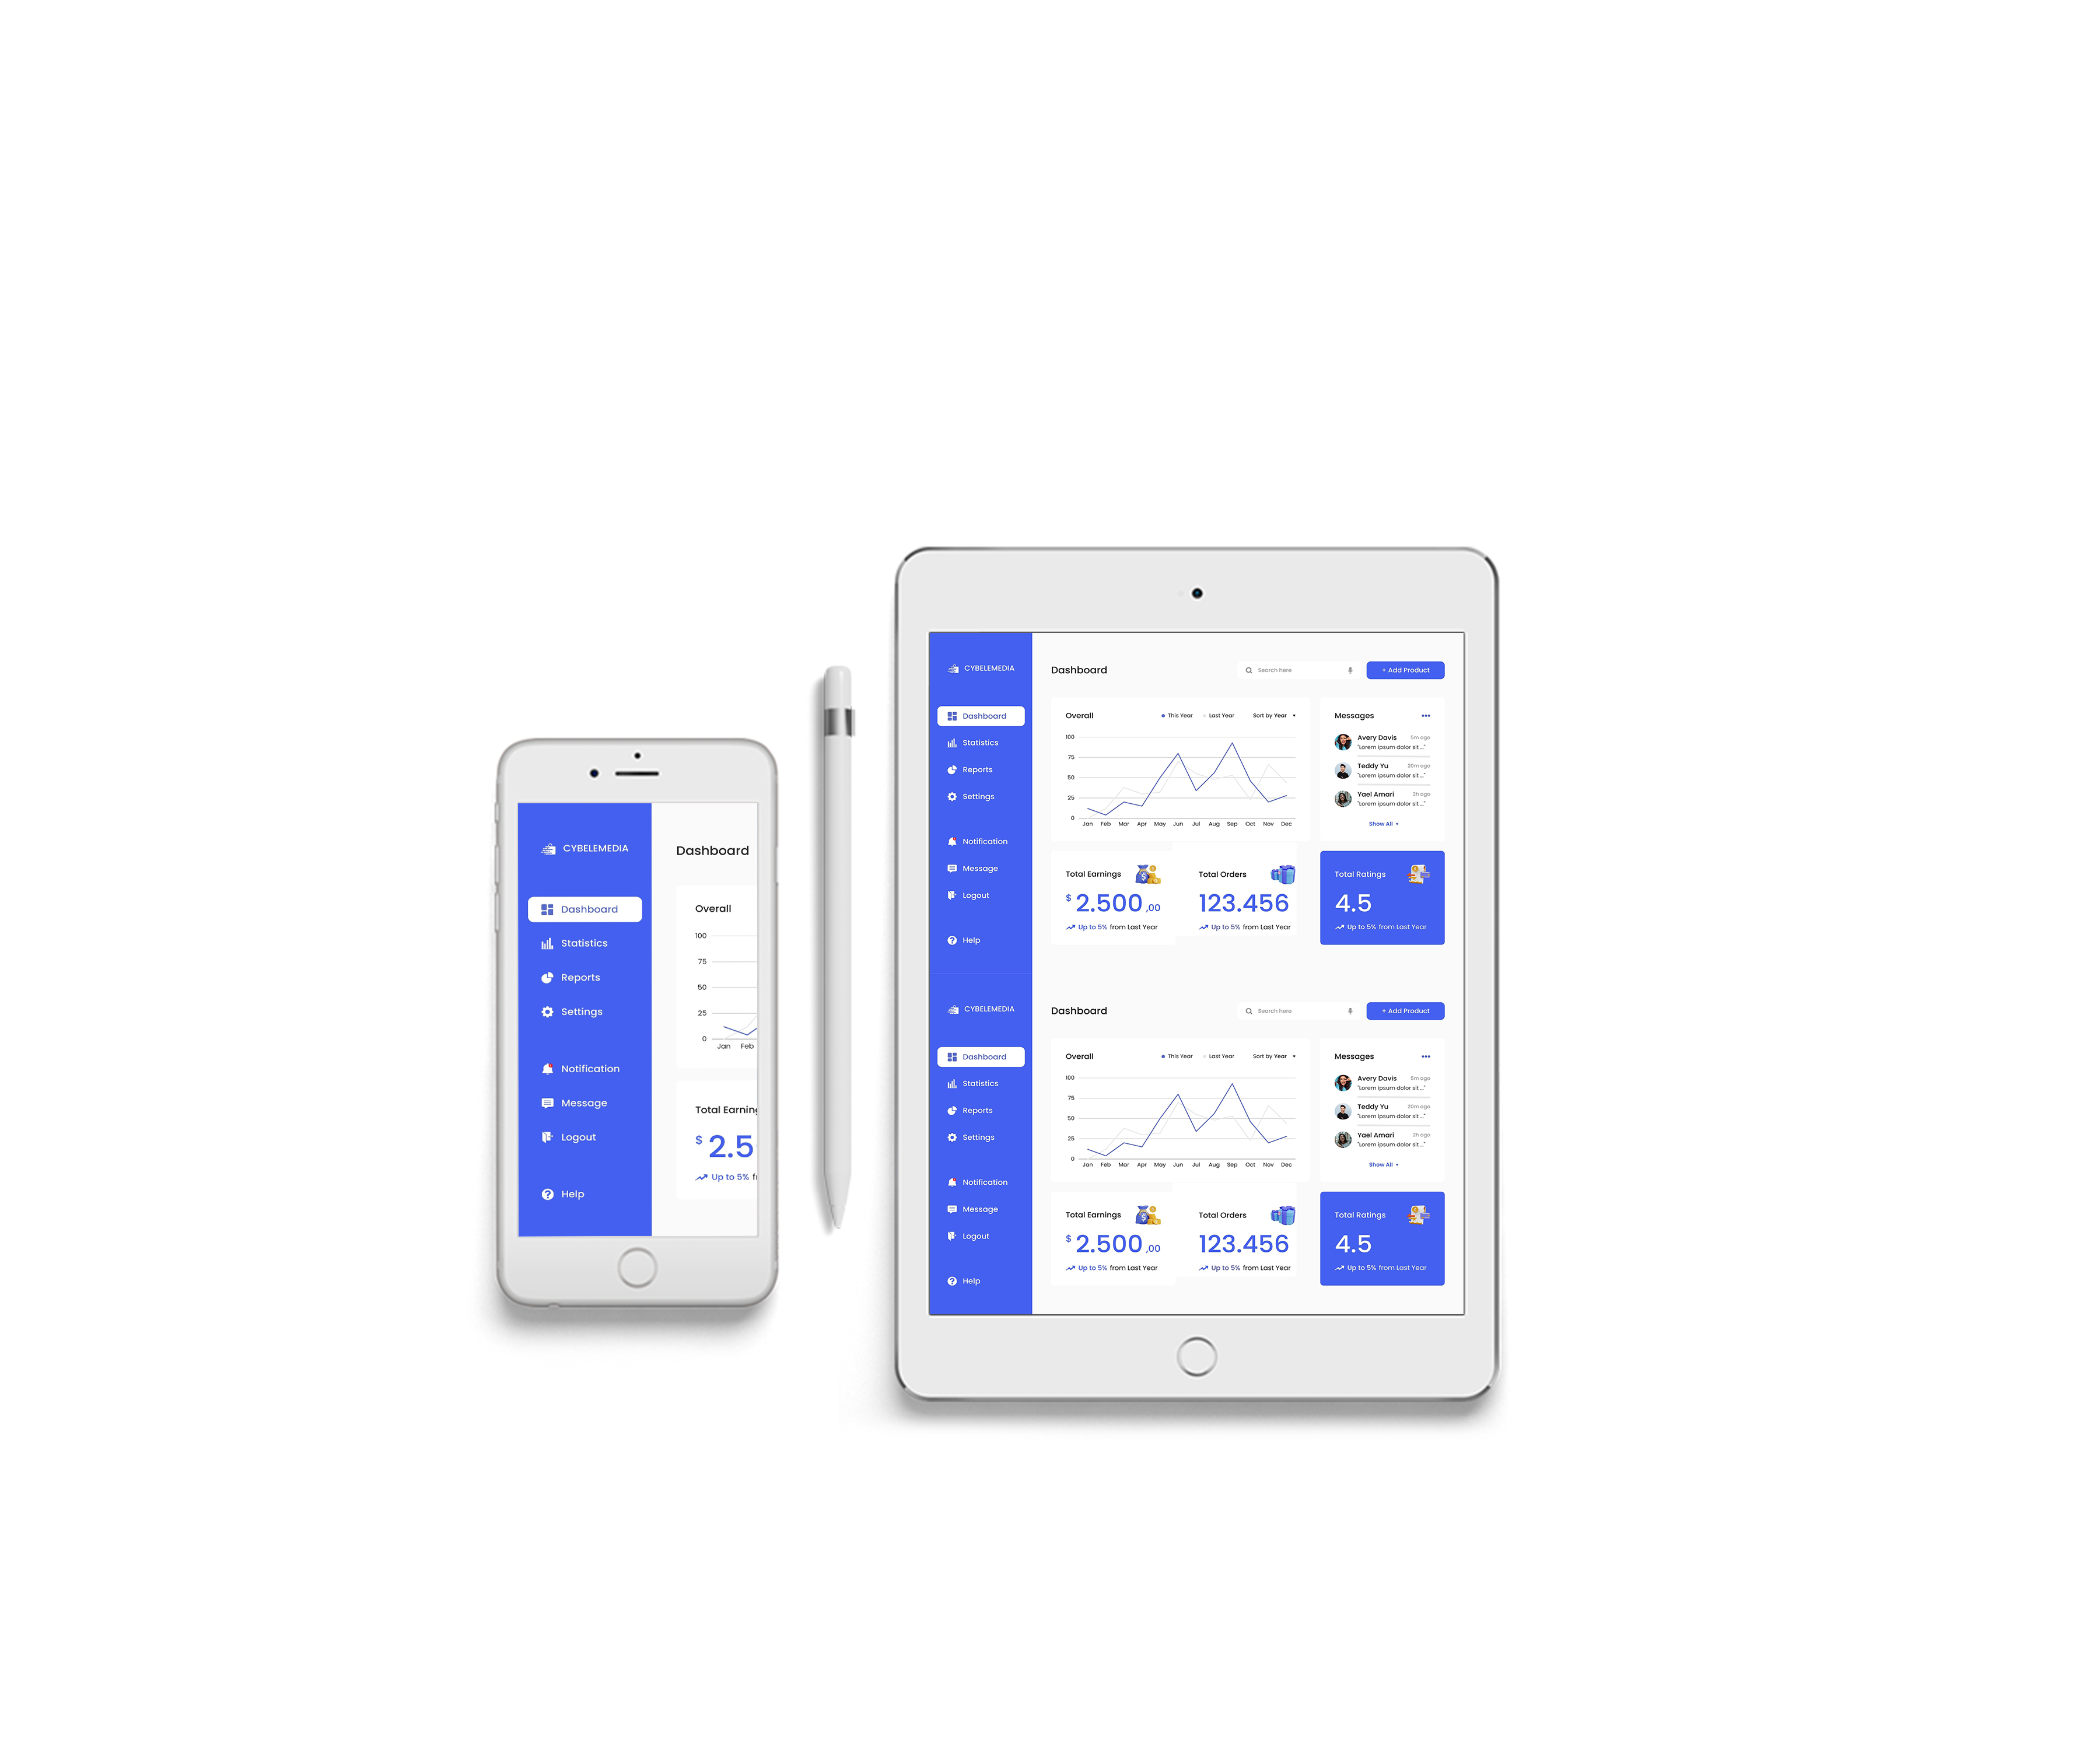 CYBELEMEDIA
Dashboard
Statistics
Reports
Settings
Notification
Message
Logout
Help
Dashboard
Overall
100
75
50
25
0
Jan Feb
Total Earning
$ 2.5
Up to 5% f
CYBELEMEDIA
Dashboard
Statistics
Reports
Settings
Notification
Message
Logout
Help
Dashboard
Search here
+ Add Product
Overall
This Year Last Year Sort by Year
100
75
50
25
0
Jan Feb Mar Apr May Jun Jul Aug Sep Oct Nov Dec
Messages
Avery Davis 5m ago
"Lorem ipsum dolor sit ..."
Teddy Yu 20m ago
"Lorem ipsum dolor sit ..."
Yael Amari 2h ago
"Lorem ipsum dolor sit ..."
Show All
Total Earnings
$ 2.500 ,00
Up to 5% from Last Year
Total Orders
123.456
Up to 5% from Last Year
Total Ratings
4.5
Up to 5% from Last Year
CYBELEMEDIA
Dashboard
Statistics
Reports
Settings
Notification
Message
Logout
Help
Dashboard
Search here
+ Add Product
Overall
This Year Last Year Sort by Year
100
75
50
25
0
Jan Feb Mar Apr May Jun Jul Aug Sep Oct Nov Dec
Messages
Avery Davis 5m ago
"Lorem ipsum dolor sit ..."
Teddy Yu 20m ago
"Lorem ipsum dolor sit ..."
Yael Amari 2h ago
"Lorem ipsum dolor sit ..."
Show All
Total Earnings
$ 2.500 ,00
Up to 5% from Last Year
Total Orders
123.456
Up to 5% from Last Year
Total Ratings
4.5
Up to 5% from Last Year